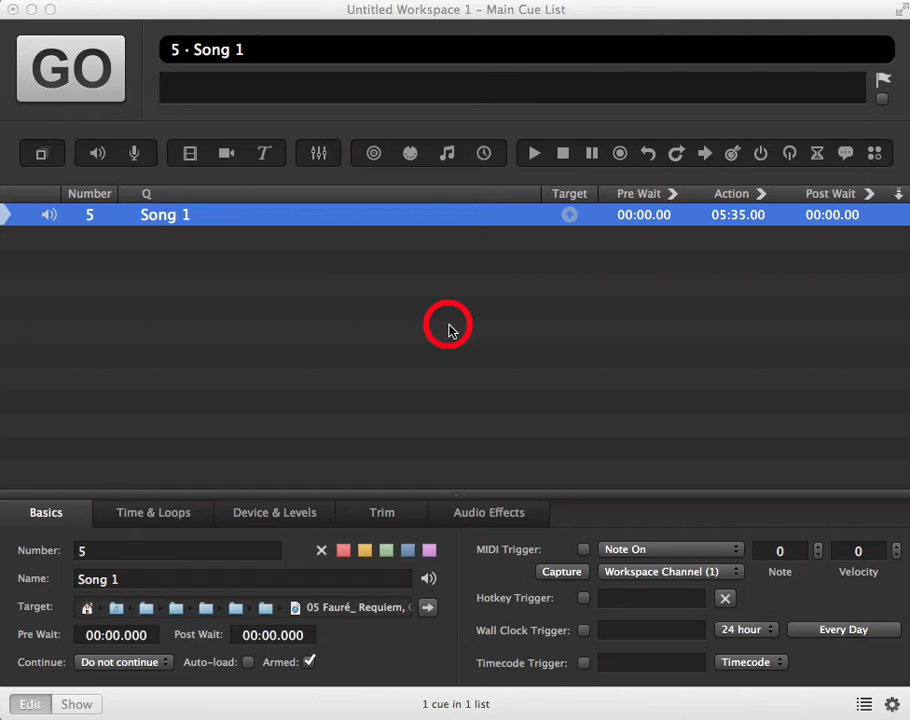 Untitled Workspace 1 – Main Cue List
GO
5 · Song 1
Number Q Target Pre Wait Action Post Wait
5 Song 1 00:00.00 05:35.00 00:00.00
Basics Time & Loops Device & Levels Trim Audio Effects
Number: 5
Name: Song 1
Target: 05 Fauré_ Requiem,
Pre Wait: 00:00.000 Post Wait: 00:00.000
Continue: Do not continue Auto-load: Armed:
MIDI Trigger: Note On 0 0
Capture Workspace Channel (1) Note Velocity
Hotkey Trigger:
Wall Clock Trigger: 24 hour Every Day
Timecode Trigger: Timecode
Edit Show 1 cue in 1 list